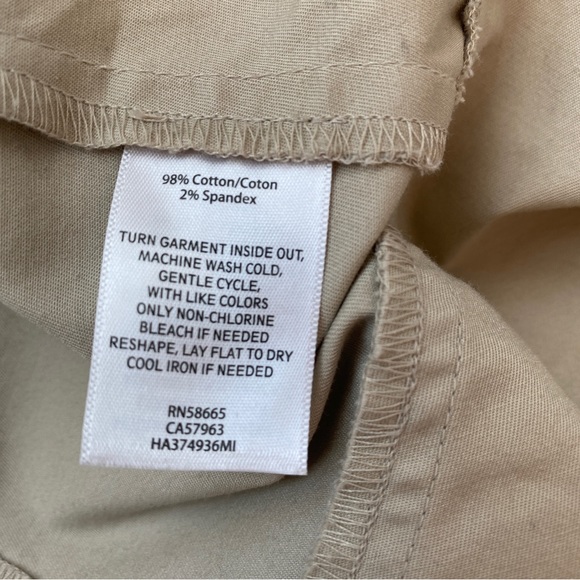 98% Cotton/Coton
2% Spandex
TURN GARMENT INSIDE OUT,
MACHINE WASH COLD,
GENTLE CYCLE,
WITH LIKE COLORS
ONLY NON-CHLORINE
BLEACH IF NEEDED
RESHAPE, LAY FLAT TO DRY
COOL IRON IF NEEDED
RN58665
CA57963
HA374936MI